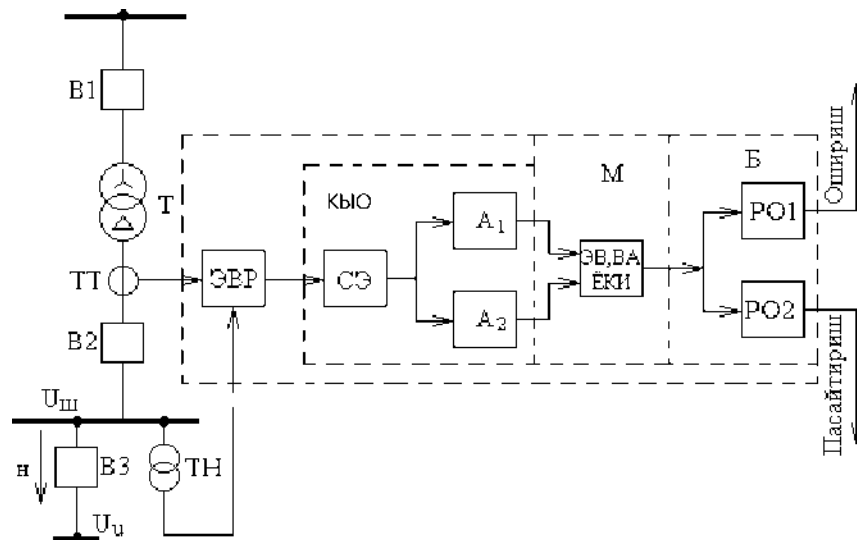 В1
Т
ТТ
В2
Uш
н
В3
ТН
Uц
ЭВР
КЫО
СЭ
А1
А2
М
ЭВ,ВА
ЁКИ
Б
РО1
РО2
Ошириш
Пасайтириш